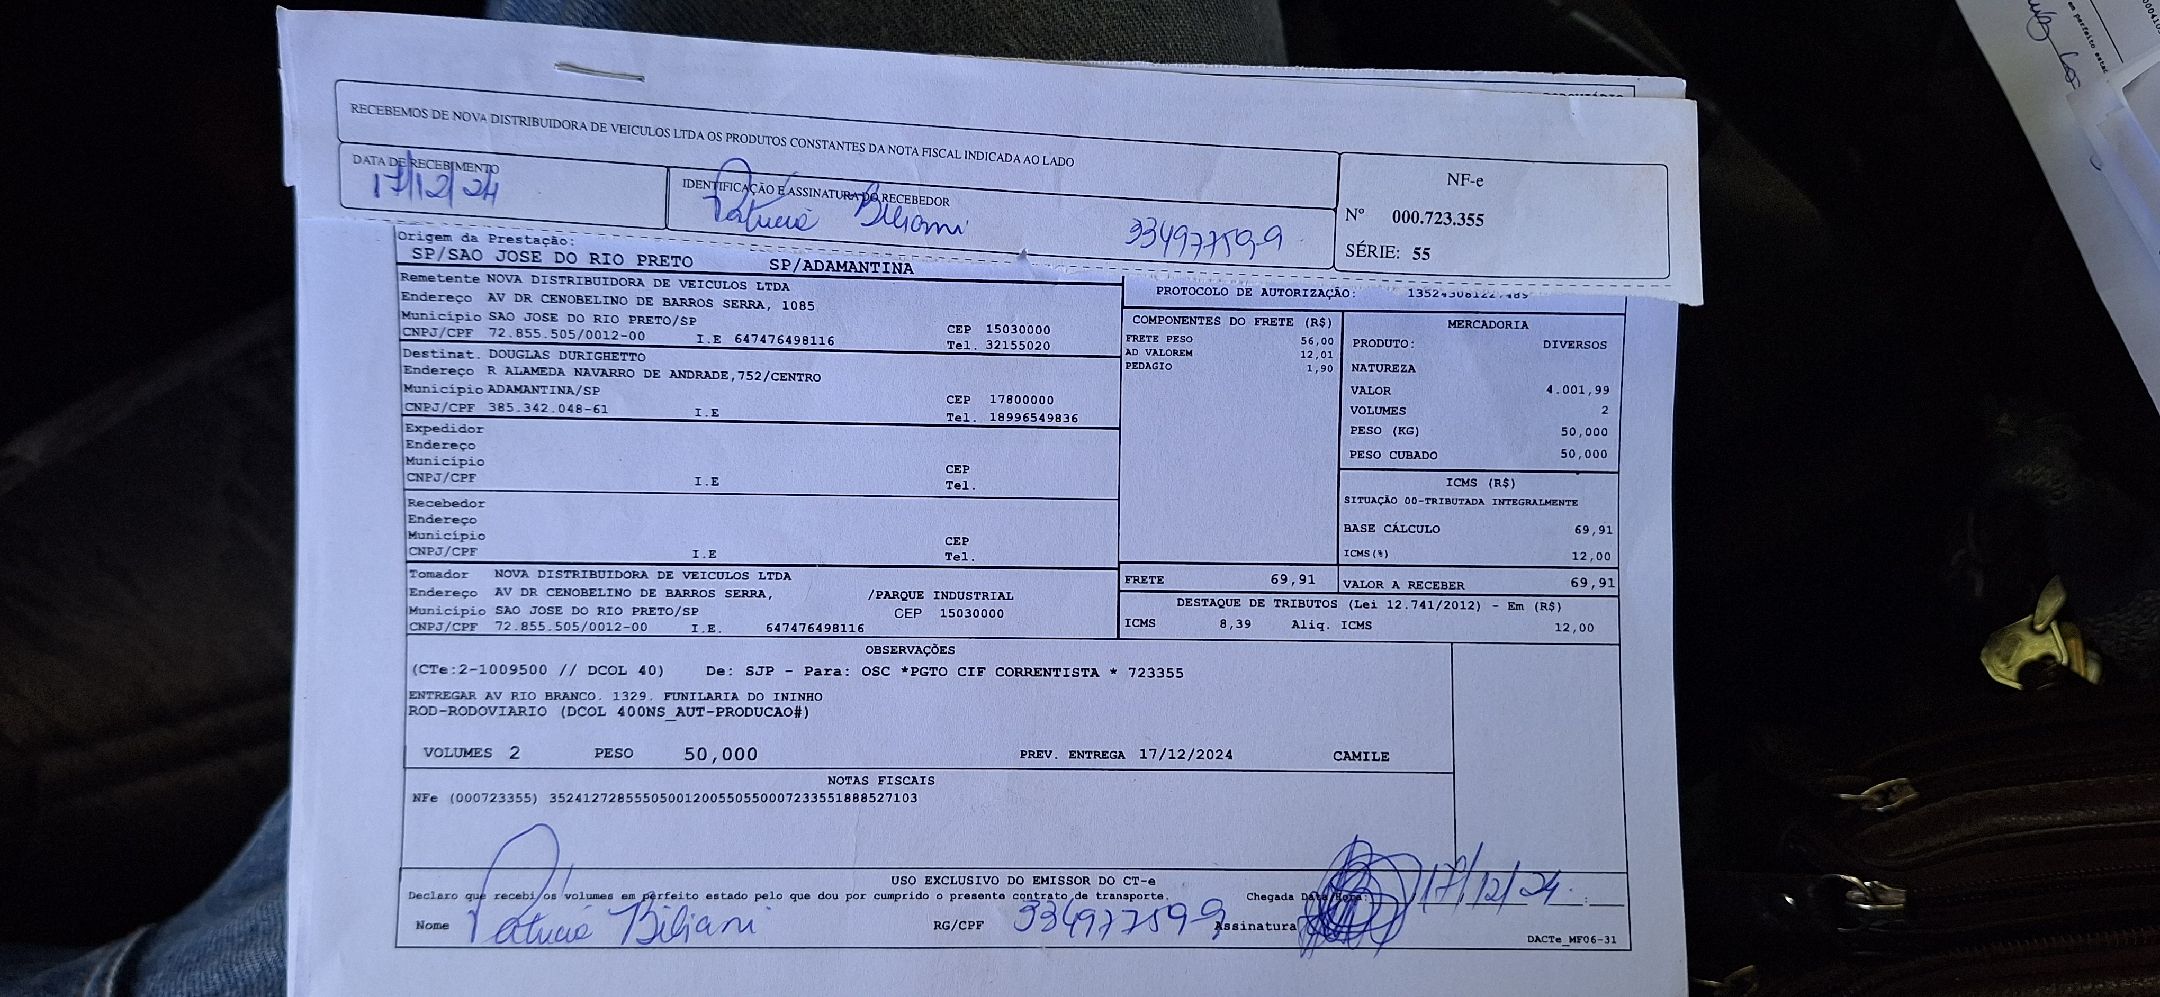 RECEBEMOS DE NOVA DISTRIBUIDORA DE VEICULOS LTDA OS PRODUTOS CONSTANTES DA NOTA FISCAL INDICADA AO LADO
DATA DE RECEBIMENTO
17/12/24
IDENTIFICAÇÃO E ASSINATURA DO RECEBEDOR
Patricia Biliani 33497759-9
NF-e
Nº 000.723.355
SÉRIE: 55
Origem da Prestação:
SP/SAO JOSE DO RIO PRETO SP/ADAMANTINA
Remetente NOVA DISTRIBUIDORA DE VEICULOS LTDA
Endereço AV DR CENOBELINO DE BARROS SERRA, 1085
Município SAO JOSE DO RIO PRETO/SP CEP 15030000
CNPJ/CPF 72.855.505/0012-00 I.E 647476498116 Tel. 32155020
Destinat. DOUGLAS DURIGHETTO
Endereço R ALAMEDA NAVARRO DE ANDRADE,752/CENTRO
Município ADAMANTINA/SP CEP 17800000
CNPJ/CPF 385.342.048-61 I.E Tel. 18996549836
Expedidor
Endereço
Município CEP
CNPJ/CPF I.E Tel.
Recebedor
Endereço
Município CEP
CNPJ/CPF I.E Tel.
Tomador NOVA DISTRIBUIDORA DE VEICULOS LTDA
Endereço AV DR CENOBELINO DE BARROS SERRA, /PARQUE INDUSTRIAL
Município SAO JOSE DO RIO PRETO/SP CEP 15030000
CNPJ/CPF 72.855.505/0012-00 I.E. 647476498116
PROTOCOLO DE AUTORIZAÇÃO:
COMPONENTES DO FRETE (R$)
FRETE PESO 56,00
AD VALOREM 12,01
PEDAGIO 1,90
MERCADORIA
PRODUTO: DIVERSOS
NATUREZA
VALOR 4.001,99
VOLUMES 2
PESO (KG) 50,000
PESO CUBADO 50,000
ICMS (R$)
SITUAÇÃO 00-TRIBUTADA INTEGRALMENTE
BASE CÁLCULO 69,91
ICMS(%) 12,00
FRETE 69,91 VALOR A RECEBER 69,91
DESTAQUE DE TRIBUTOS (Lei 12.741/2012) - Em (R$)
ICMS 8,39 Aliq. ICMS 12,00
OBSERVAÇÕES
(CTe:2-1009500 // DCOL 40) De: SJP - Para: OSC *PGTO CIF CORRENTISTA * 723355
ENTREGAR AV RIO BRANCO. 1329. FUNILARIA DO ININHO
ROD-RODOVIARIO (DCOL 400NS_AUT-PRODUCAO#)
VOLUMES 2 PESO 50,000 PREV. ENTREGA 17/12/2024 CAMILE
NOTAS FISCAIS
NFe (000723355) 35241272855505001200550550007233551888527103
USO EXCLUSIVO DO EMISSOR DO CT-e
Declaro que recebi os volumes em perfeito estado pelo que dou por cumprido o presente contrato de transporte. Chegada Data/Hora: 17/12/24
Nome Patricia Biliani RG/CPF 33497759-9 Assinatura
DACTe_MF06-31